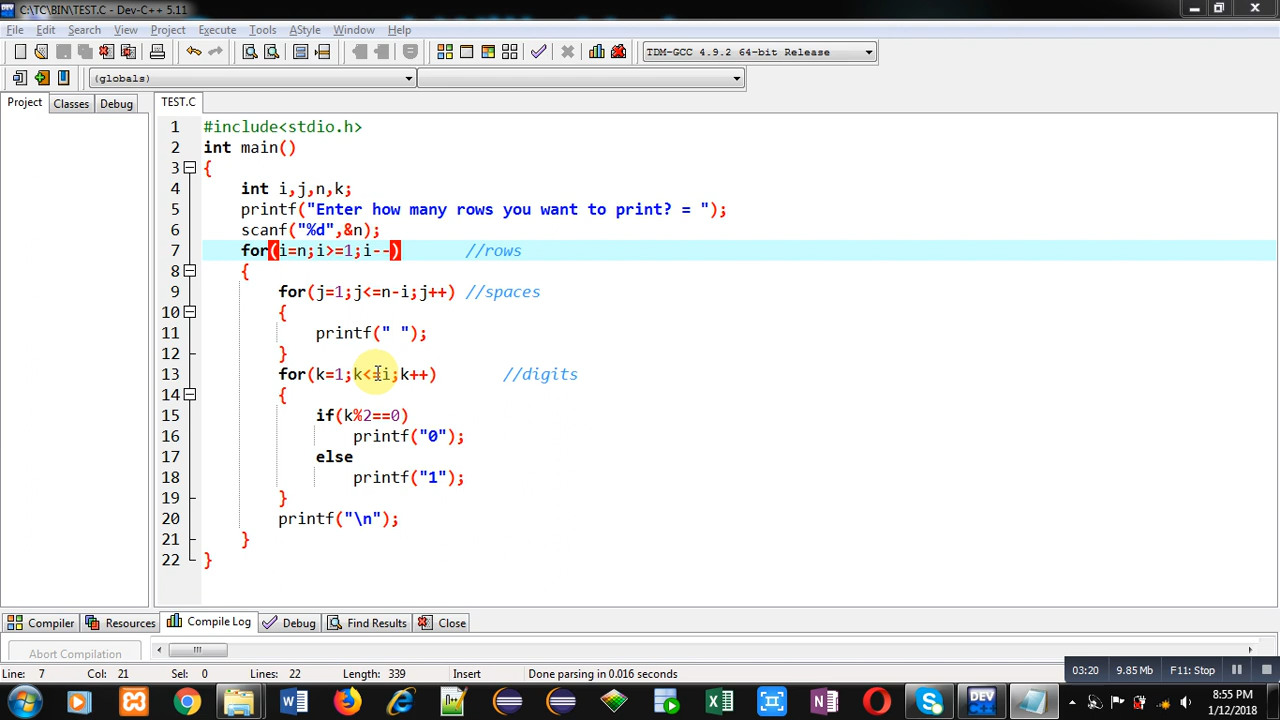 C:\TC\BIN\TEST.C - Dev-C++ 5.11
File Edit Search View Project Execute Tools AStyle Window Help
TDM-GCC 4.9.2 64-bit Release
(globals)
Project Classes Debug TEST.C
1 #include<stdio.h>
2 int main()
3 {
4 int i,j,n,k;
5 printf("Enter how many rows you want to print? = ");
6 scanf("%d",&n);
7 for(i=n;i>=1;i--) //rows
8 {
9 for(j=1;j<=n-i;j++) //spaces
10 {
11 printf(" ");
12 }
13 for(k=1;k<=i;k++) //digits
14 {
15 if(k%2==0)
16 printf("0");
17 else
18 printf("1");
19 }
20 printf("\n");
21 }
22 }
Compiler Resources Compile Log Debug Find Results Close
Abort Compilation
Line: 7 Col: 21 Sel: 0 Lines: 22 Length: 339 Insert Done parsing in 0.016 seconds
03:20 9.85 Mb F11: Stop
8:55 PM
1/12/2018